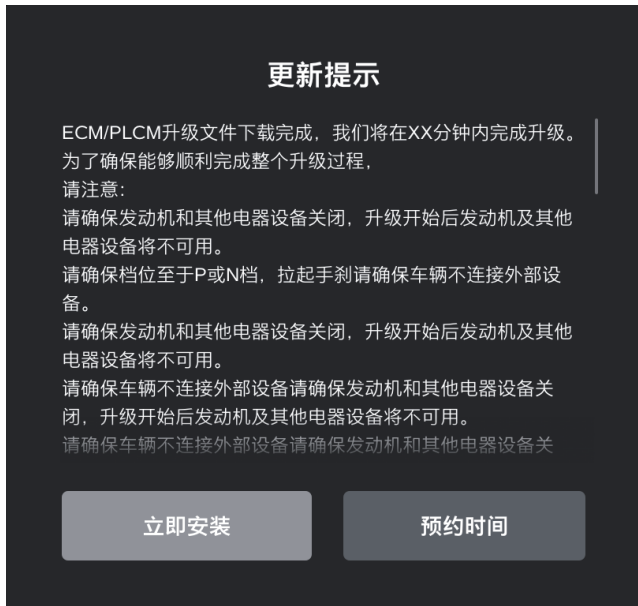 更新提示
ECM/PLCM升级文件下载完成，我们将在XX分钟内完成升级。
为了确保能够顺利完成整个升级过程，
请注意：
请确保发动机和其他电器设备关闭，升级开始后发动机及其他
电器设备将不可用。
请确保档位至于P或N档，拉起手刹请确保车辆不连接外部设
备。
请确保发动机和其他电器设备关闭，升级开始后发动机及其他
电器设备将不可用。
请确保车辆不连接外部设备请确保发动机和其他电器设备关
闭，升级开始后发动机及其他电器设备将不可用。
请确保车辆不连接外部设备请确保发动机和其他电器设备关
立即安装
预约时间